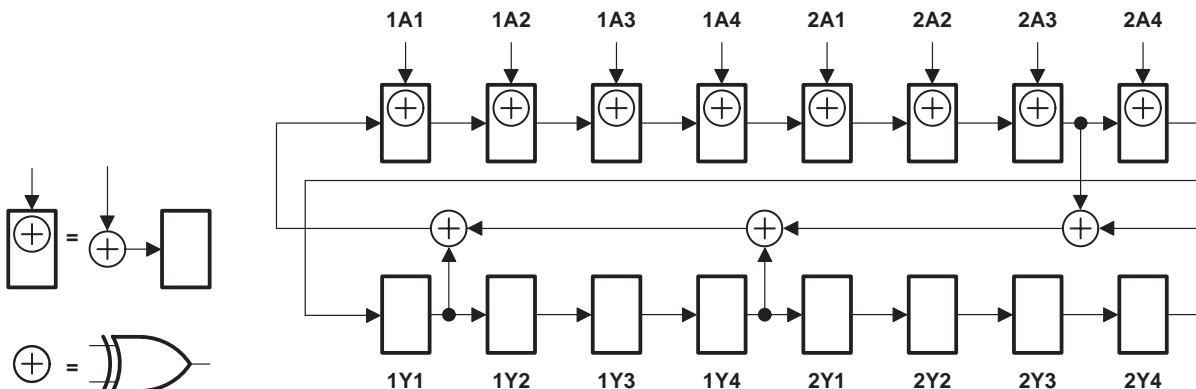 1A1 1A2 1A3 1A4 2A1 2A2 2A3 2A4
=
=
1Y1 1Y2 1Y3 1Y4 2Y1 2Y2 2Y3 2Y4